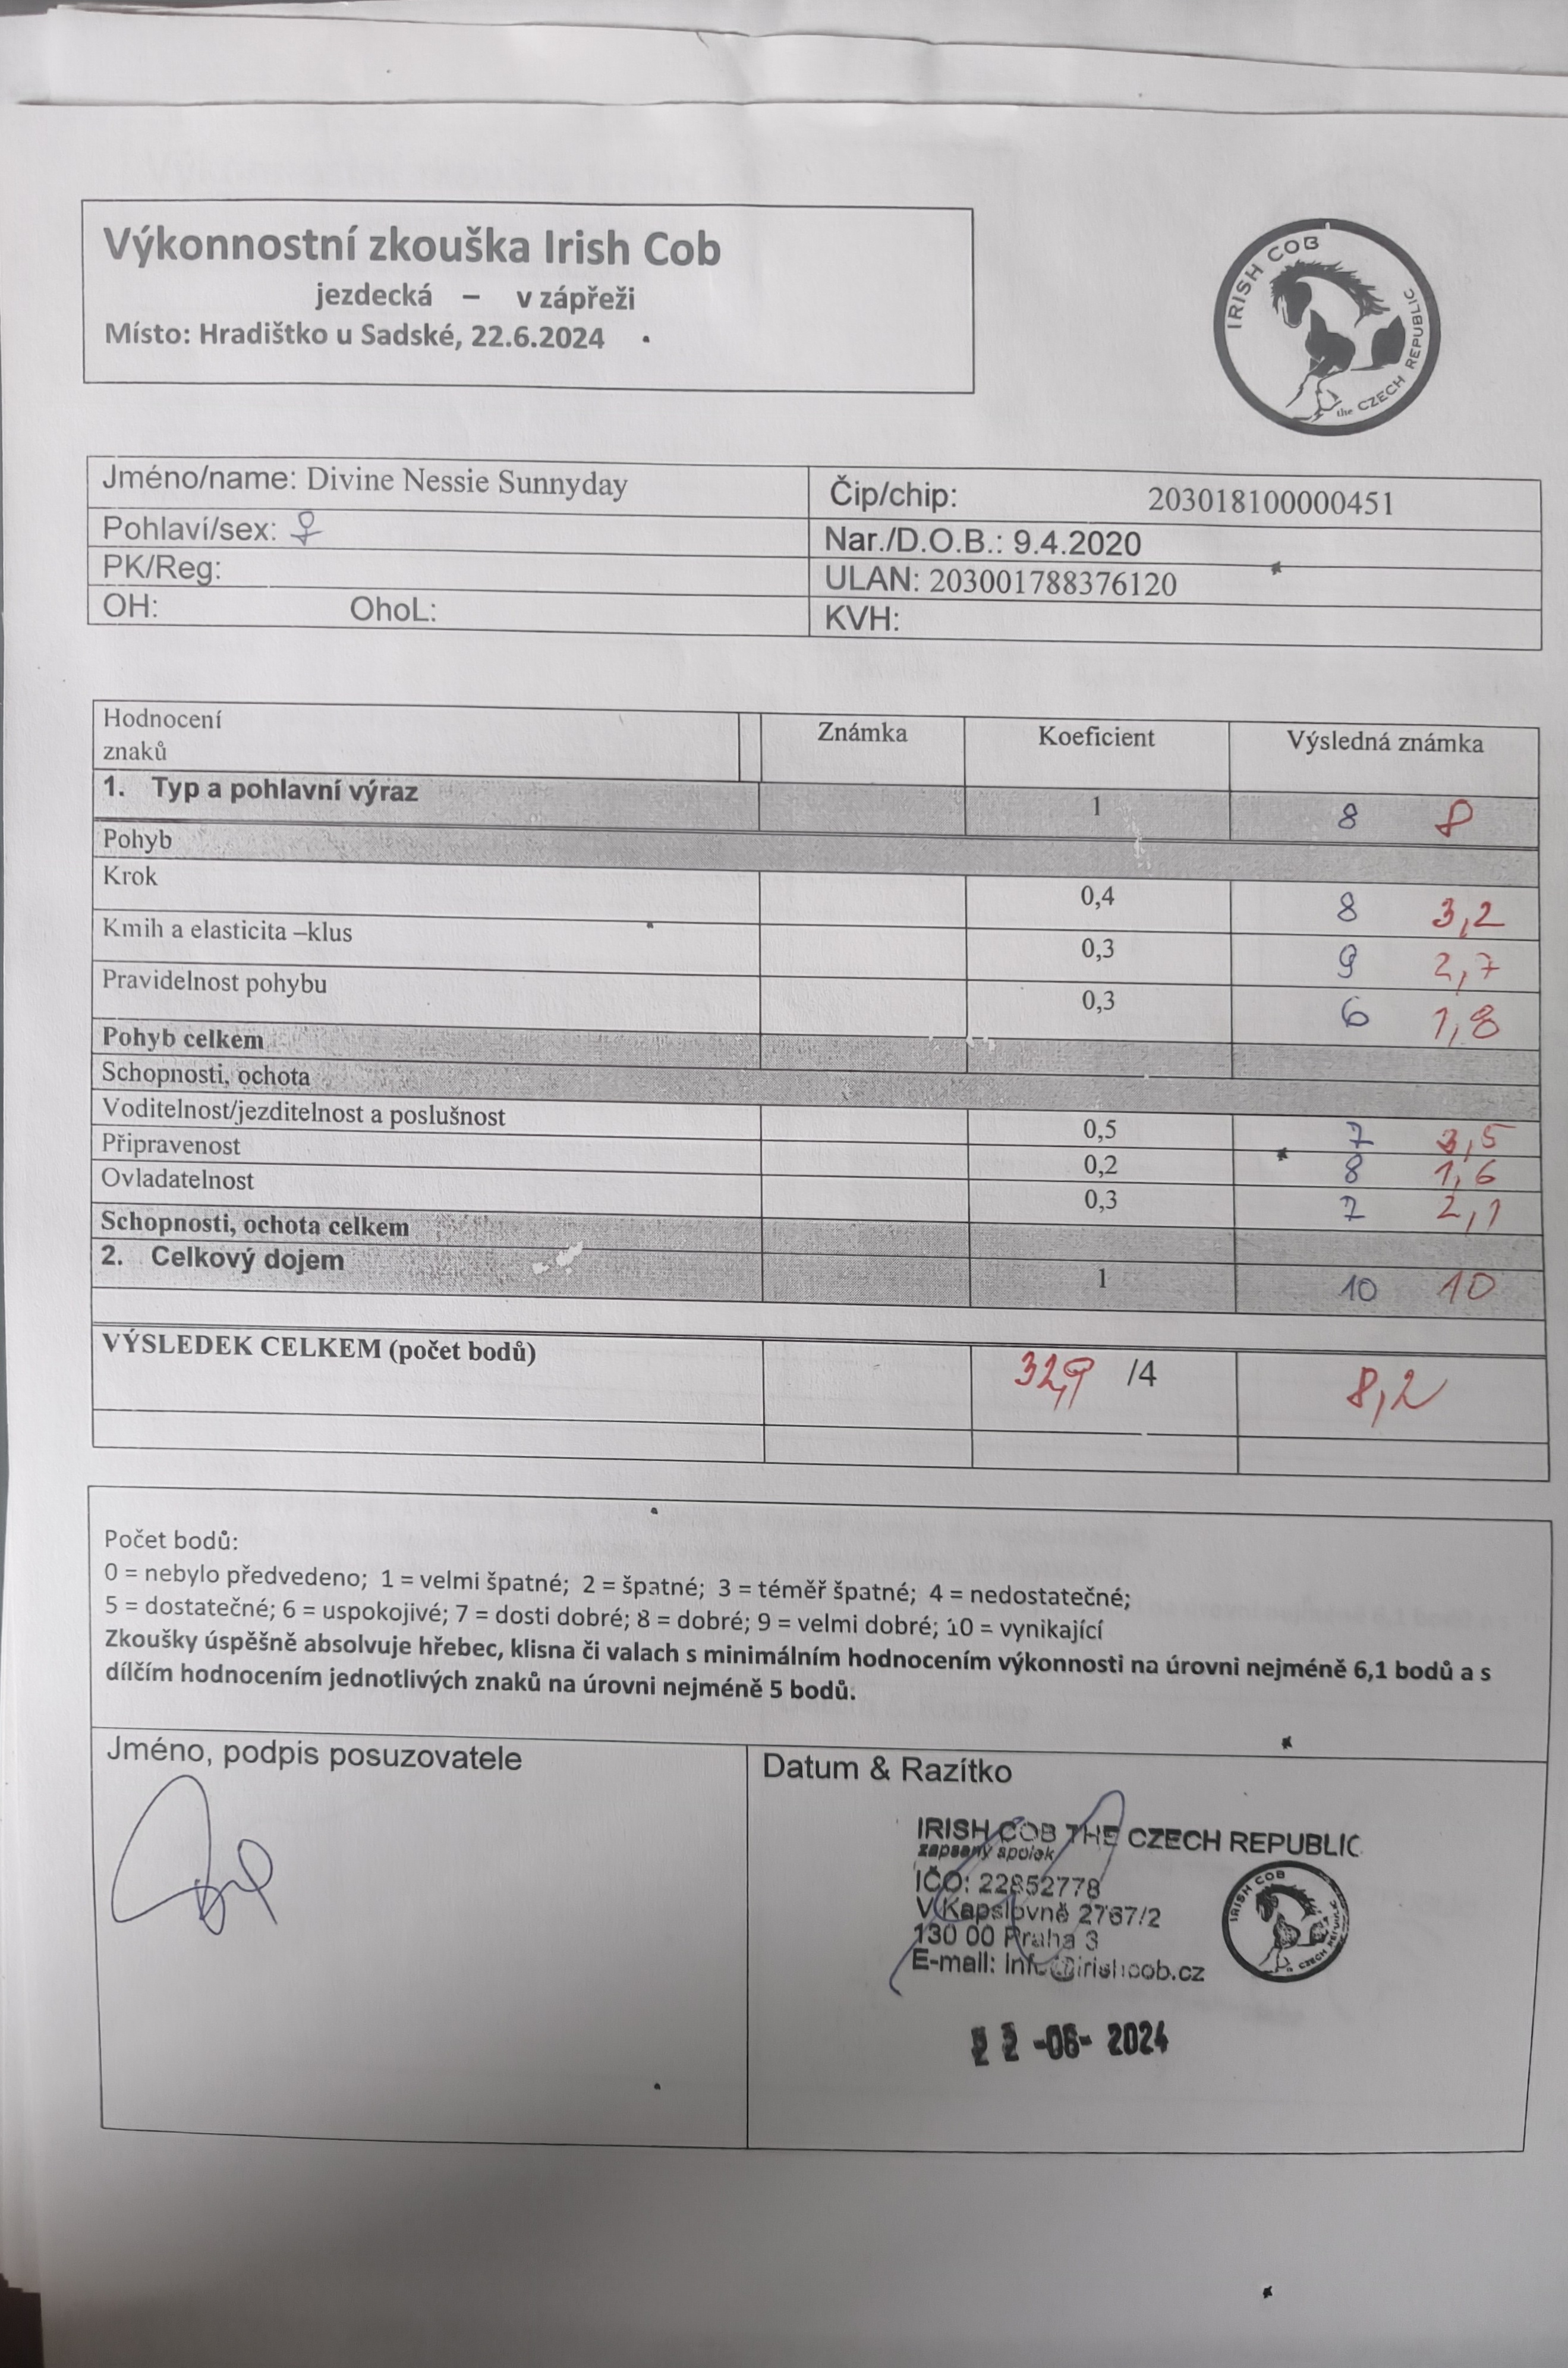 Výkonnostní zkouška Irish Cob
jezdecká – v zápřeži
Místo: Hradištko u Sadské, 22.6.2024
IRISH COB
the CZECH REPUBLIC
Jméno/name: Divine Nessie Sunnyday
Čip/chip: 203018100000451
Pohlaví/sex: ♀
Nar./D.O.B.: 9.4.2020
PK/Reg:
ULAN: 203001788376120
OH: OhoL:
KVH:
Hodnocení
znaků
Známka Koeficient Výsledná známka
1. Typ a pohlavní výraz 1 8 8
Pohyb
Krok 0,4 8 3,2
Kmih a elasticita –klus 0,3 9 2,7
Pravidelnost pohybu 0,3 6 1,8
Pohyb celkem
Schopnosti, ochota
Voditelnost/jezditelnost a poslušnost 0,5 7 3,5
Připravenost 0,2 8 1,6
Ovladatelnost 0,3 7 2,1
Schopnosti, ochota celkem
2. Celkový dojem 1 10 10
VÝSLEDEK CELKEM (počet bodů) 32,9 /4 8,2
Počet bodů:
0 = nebylo předvedeno; 1 = velmi špatné; 2 = špatné; 3 = téměř špatné; 4 = nedostatečné;
5 = dostatečné; 6 = uspokojivé; 7 = dosti dobré; 8 = dobré; 9 = velmi dobré; 10 = vynikající
Zkoušky úspěšně absolvuje hřebec, klisna či valach s minimálním hodnocením výkonnosti na úrovni nejméně 6,1 bodů a s
dílčím hodnocením jednotlivých znaků na úrovni nejméně 5 bodů.
Jméno, podpis posuzovatele
Datum & Razítko
IRISH COB THE CZECH REPUBLIC
zapsaný spolek
IČO: 22852778
V Kapslovně 2767/2
130 00 Praha 3
E-mail: info@irishcob.cz
IRISH COB
CZECH REPUBLIC
22 -06- 2024